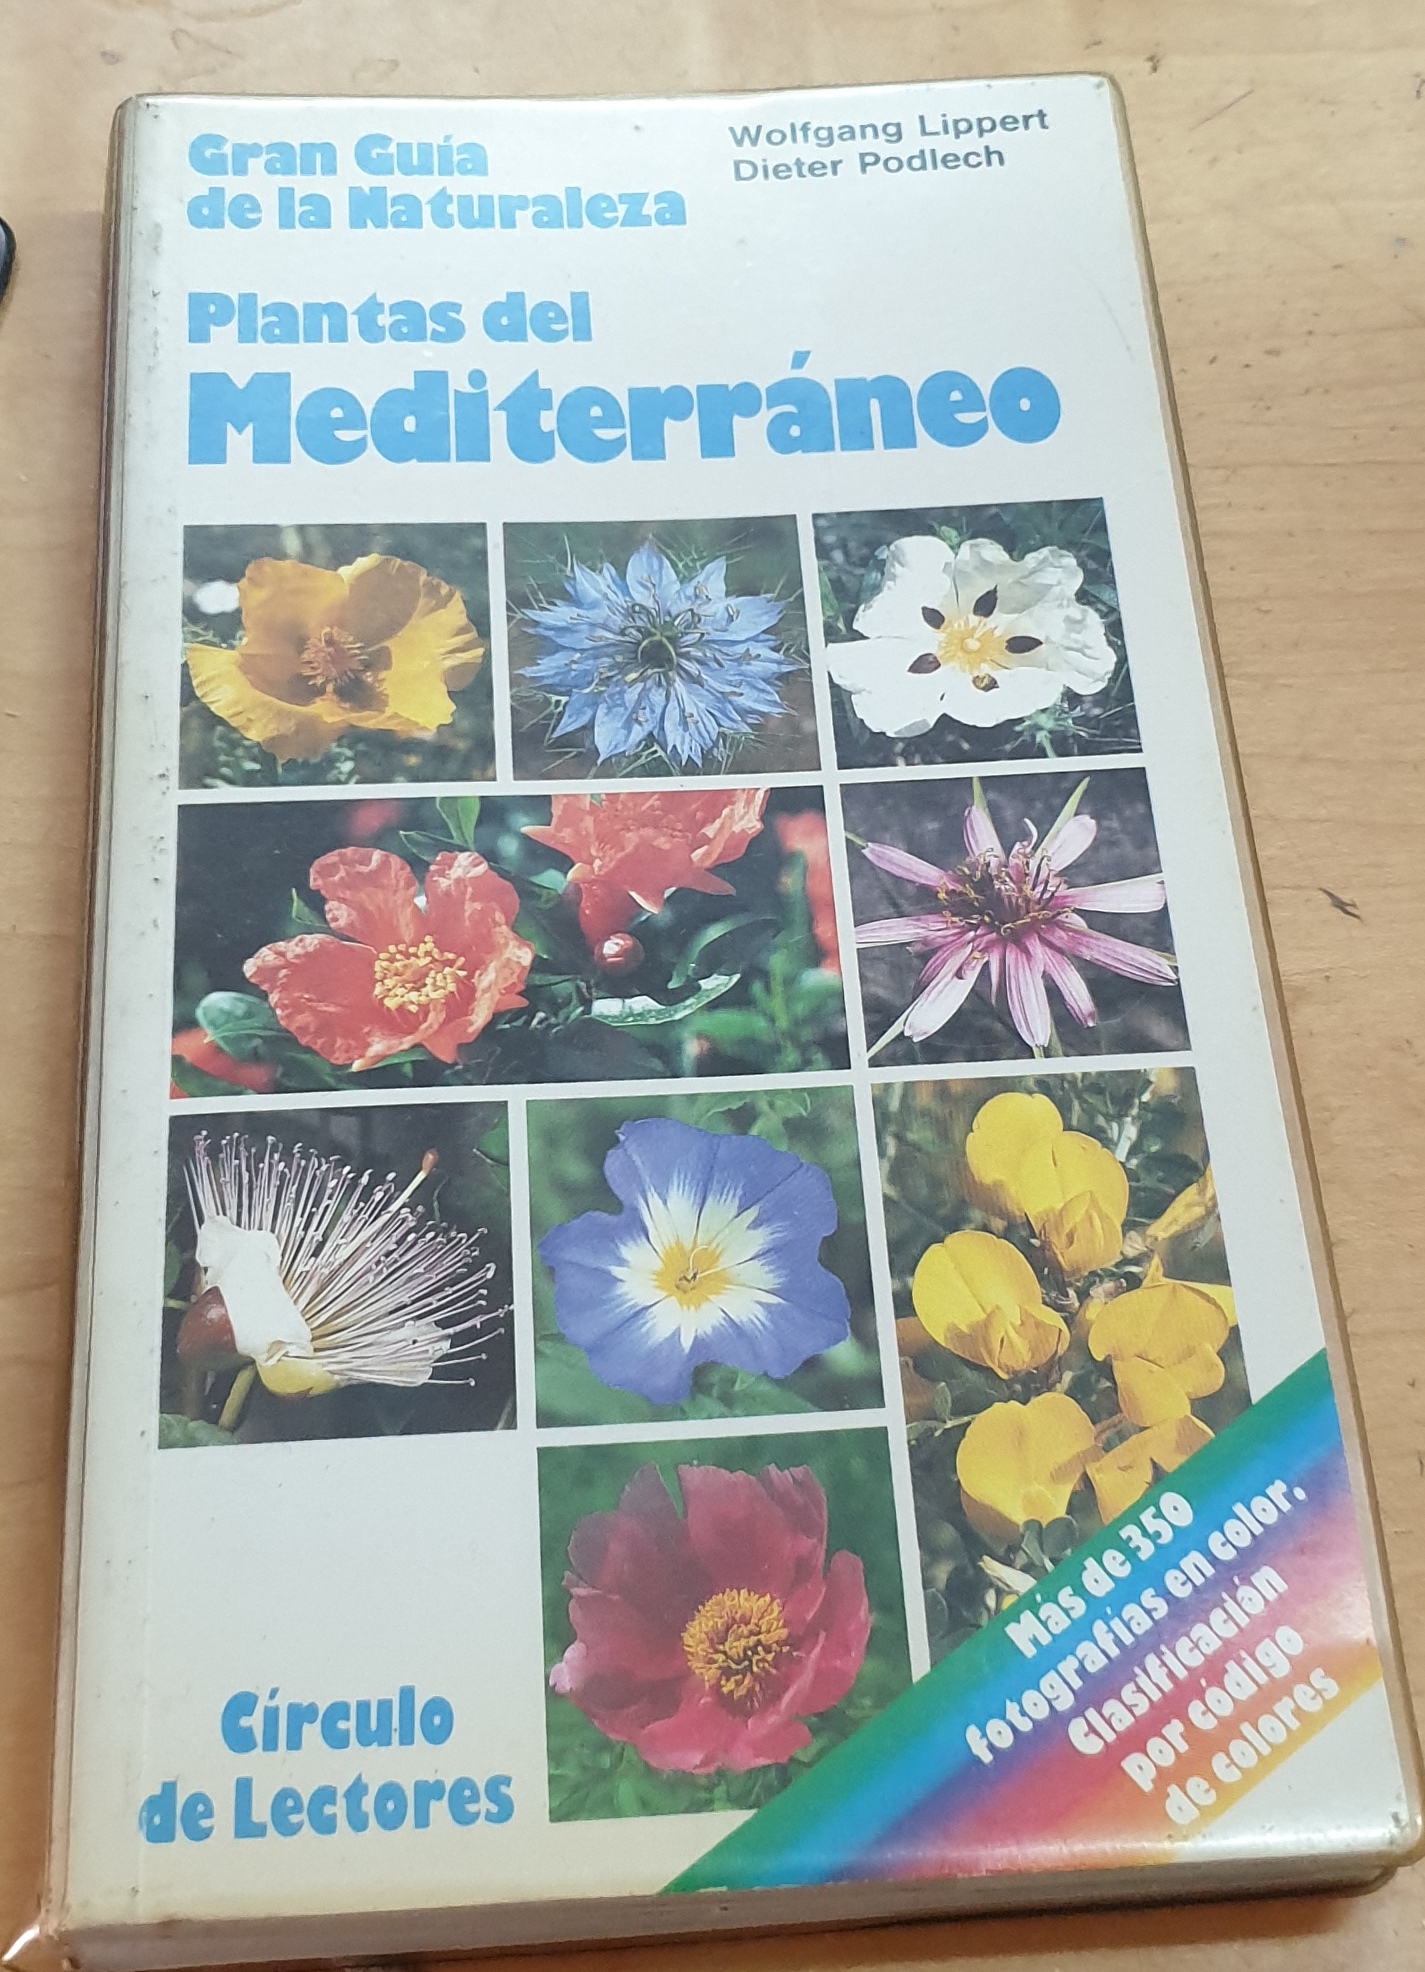 Gran Guía
de la Naturaleza
Wolfgang Lippert
Dieter Podlech
Plantas del
Mediterráneo
Más de 350
fotografías en color.
Clasificación
por código
de colores
Círculo
de Lectores